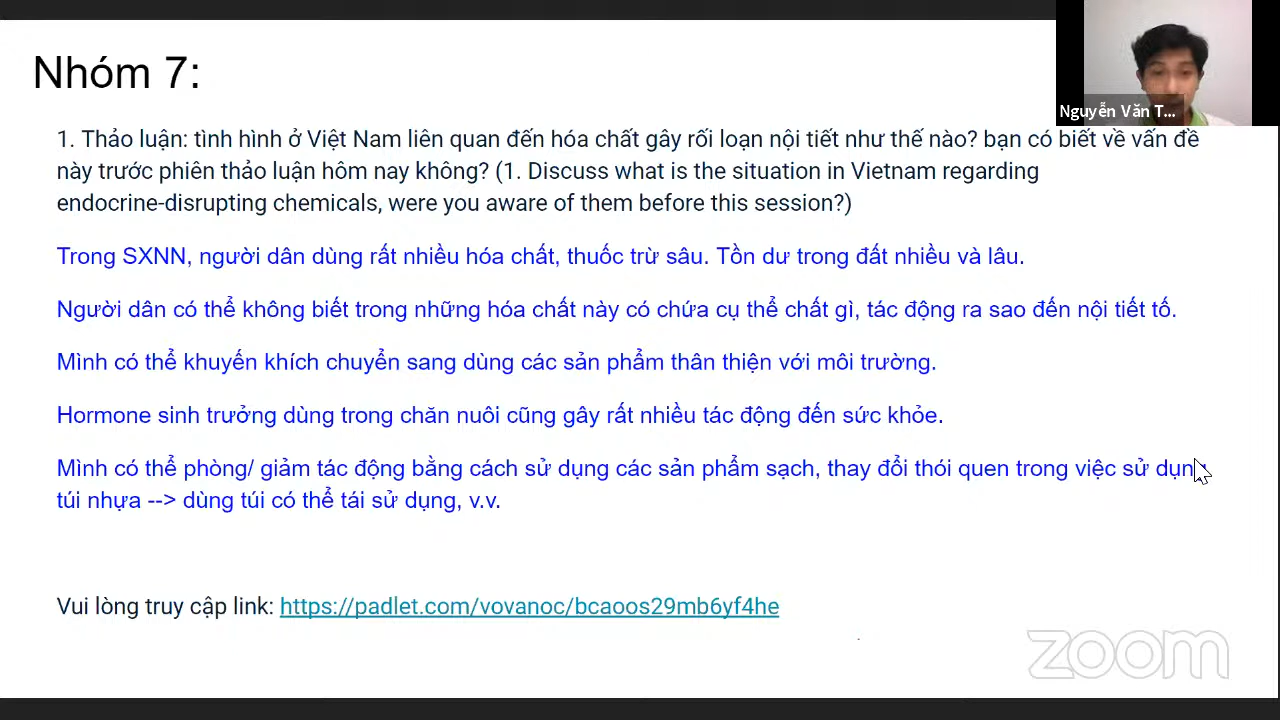 Nhóm 7:
Nguyễn Văn T...
1. Thảo luận: tình hình ở Việt Nam liên quan đến hóa chất gây rối loạn nội tiết như thế nào? bạn có biết về vấn đề
này trước phiên thảo luận hôm nay không? (1. Discuss what is the situation in Vietnam regarding
endocrine-disrupting chemicals, were you aware of them before this session?)
Trong SXNN, người dân dùng rất nhiều hóa chất, thuốc trừ sâu. Tồn dư trong đất nhiều và lâu.
Người dân có thể không biết trong những hóa chất này có chứa cụ thể chất gì, tác động ra sao đến nội tiết tố.
Mình có thể khuyến khích chuyển sang dùng các sản phẩm thân thiện với môi trường.
Hormone sinh trưởng dùng trong chăn nuôi cũng gây rất nhiều tác động đến sức khỏe.
Mình có thể phòng/ giảm tác động bằng cách sử dụng các sản phẩm sạch, thay đổi thói quen trong việc sử dụng
túi nhựa --> dùng túi có thể tái sử dụng, v.v.
Vui lòng truy cập link: https://padlet.com/vovanoc/bcaoos29mb6yf4he
zoom